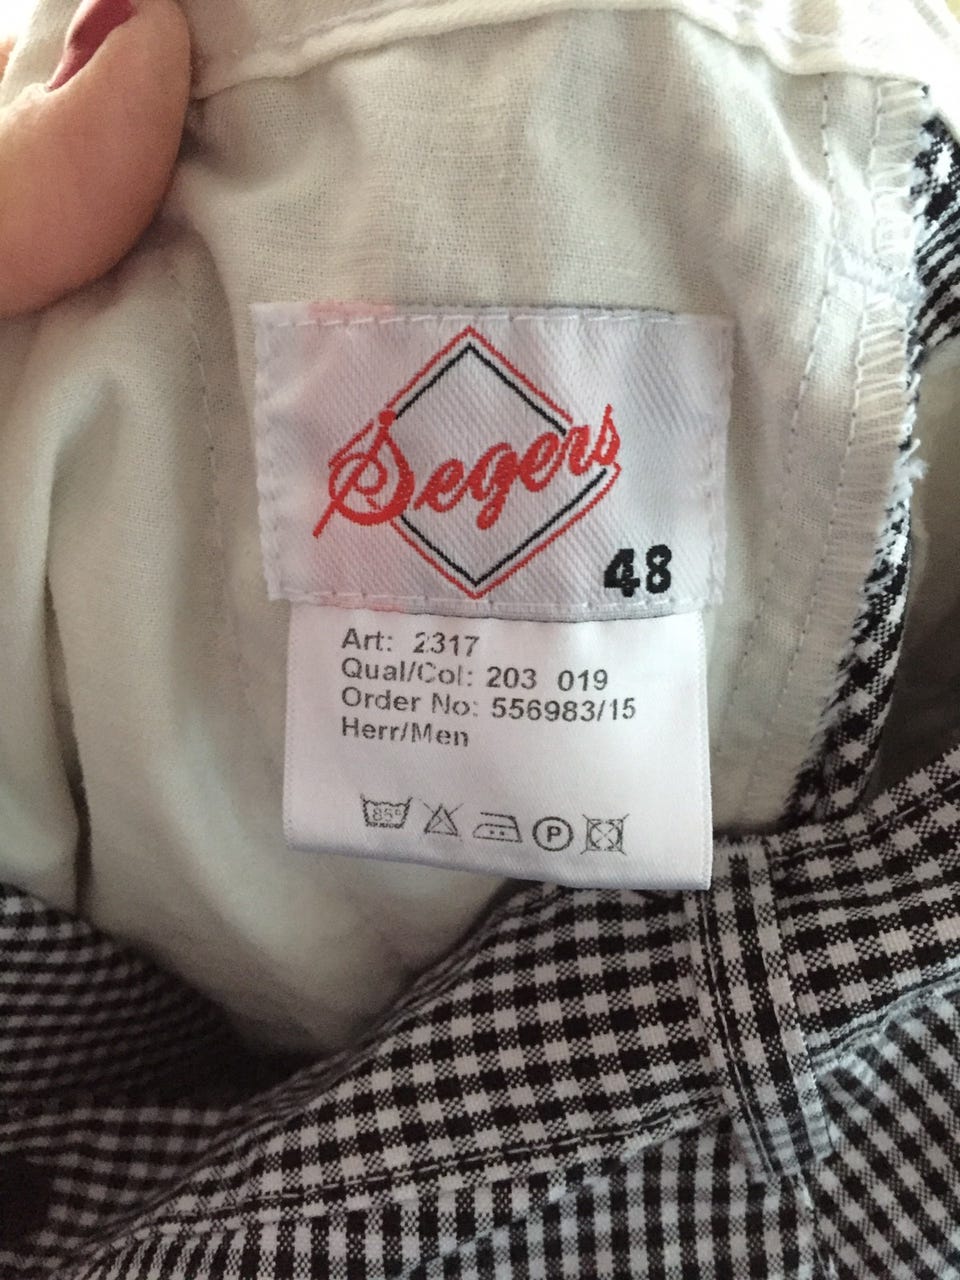 Segers
48
Art: 2317
Qual/Col: 203 019
Order No: 556983/15
Herr/Men
85°
P